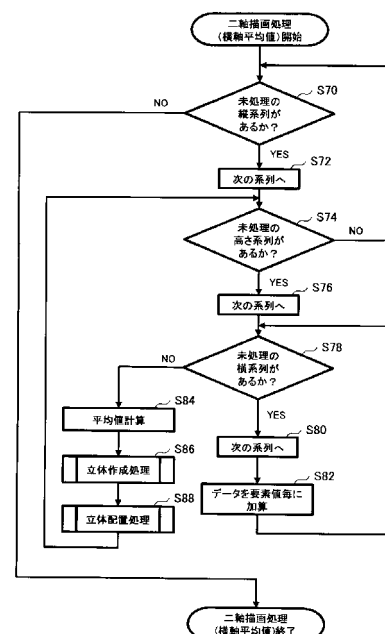 二軸描画処理
(横軸平均値)開始
S70
未処理の
縦系列が
あるか?
NO
YES
S72
次の系列へ
S74
未処理の
高さ系列が
あるか?
NO
YES
S76
次の系列へ
S78
未処理の
横系列が
あるか?
NO
YES
S84
平均値計算
S80
次の系列へ
S86
立体作成処理
S82
データを要素値毎に
加算
S88
立体配置処理
二軸描画処理
(横軸平均値)終了